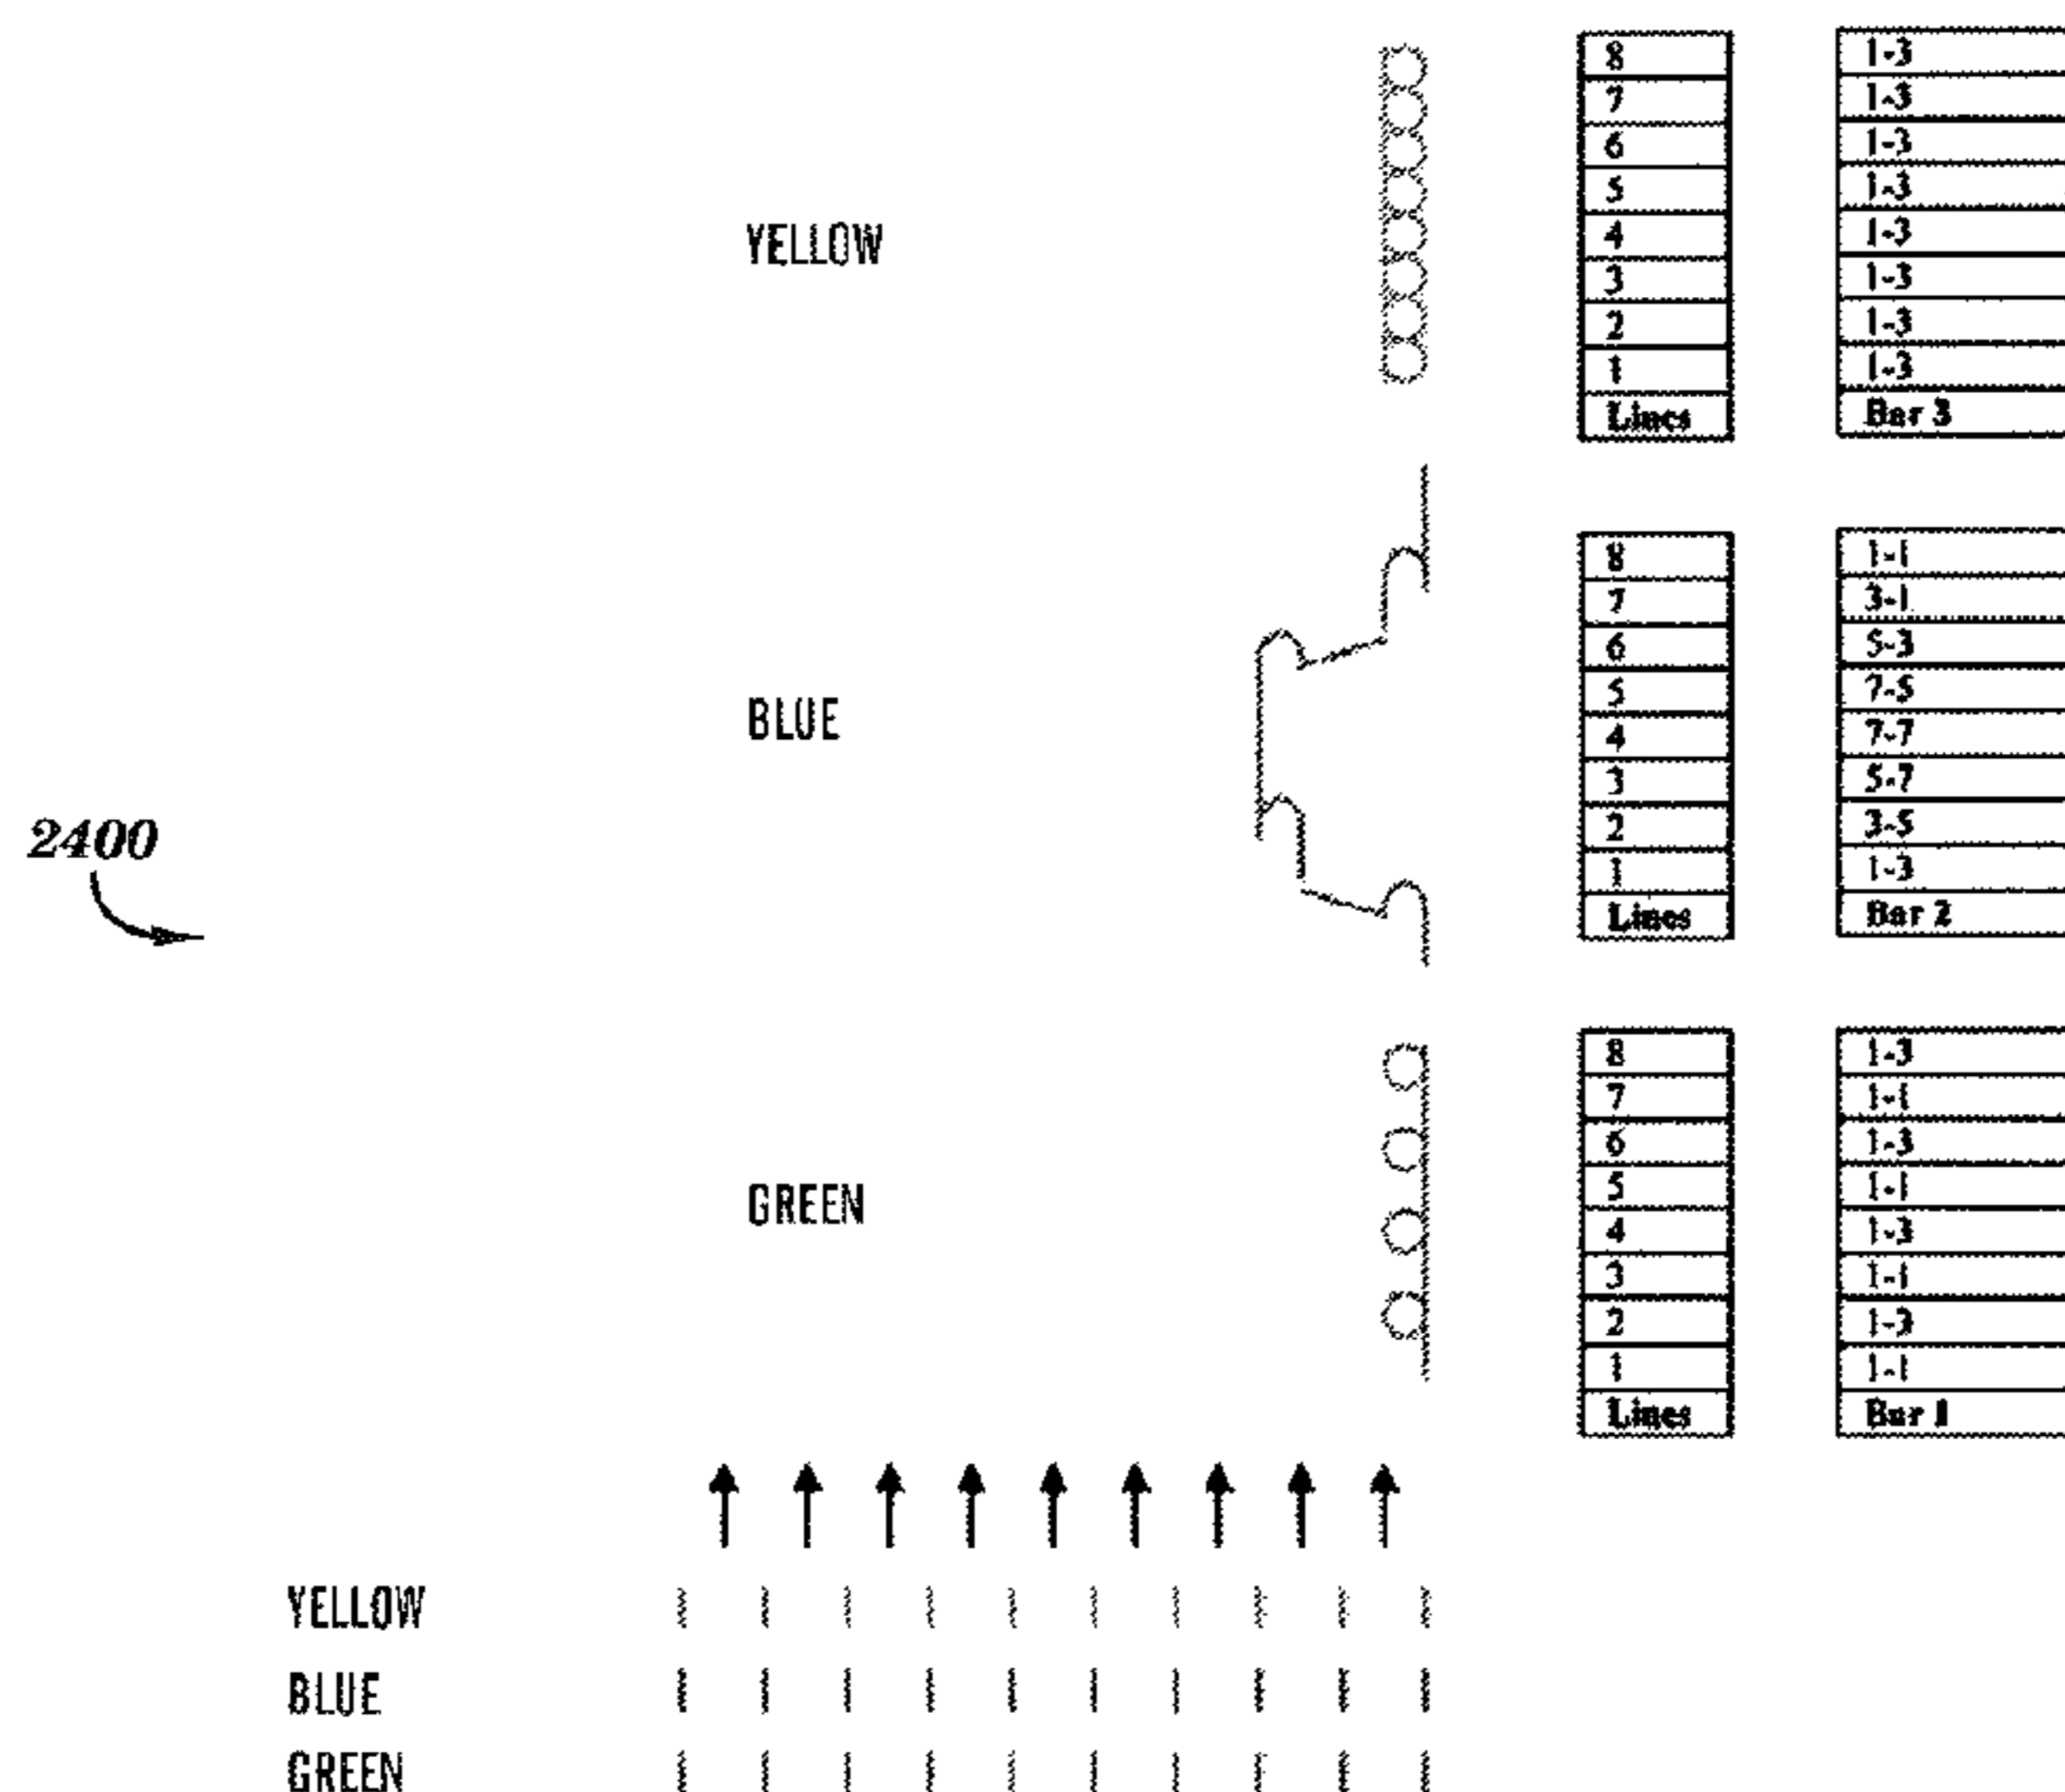 8 1-3
7 1-3
6 1-3
5 1-3
4 1-3
3 1-3
2 1-3
1 1-3
Lines Bar 3
YELLOW
8 1-1
7 3-1
6 5-3
5 7-5
4 7-7
3 5-7
2 3-5
1 1-3
Lines Bar 2
BLUE
2400
8 1-3
7 1-1
6 1-3
5 1-1
4 1-3
3 1-1
2 1-3
1 1-1
Lines Bar 1
GREEN
YELLOW
BLUE
GREEN